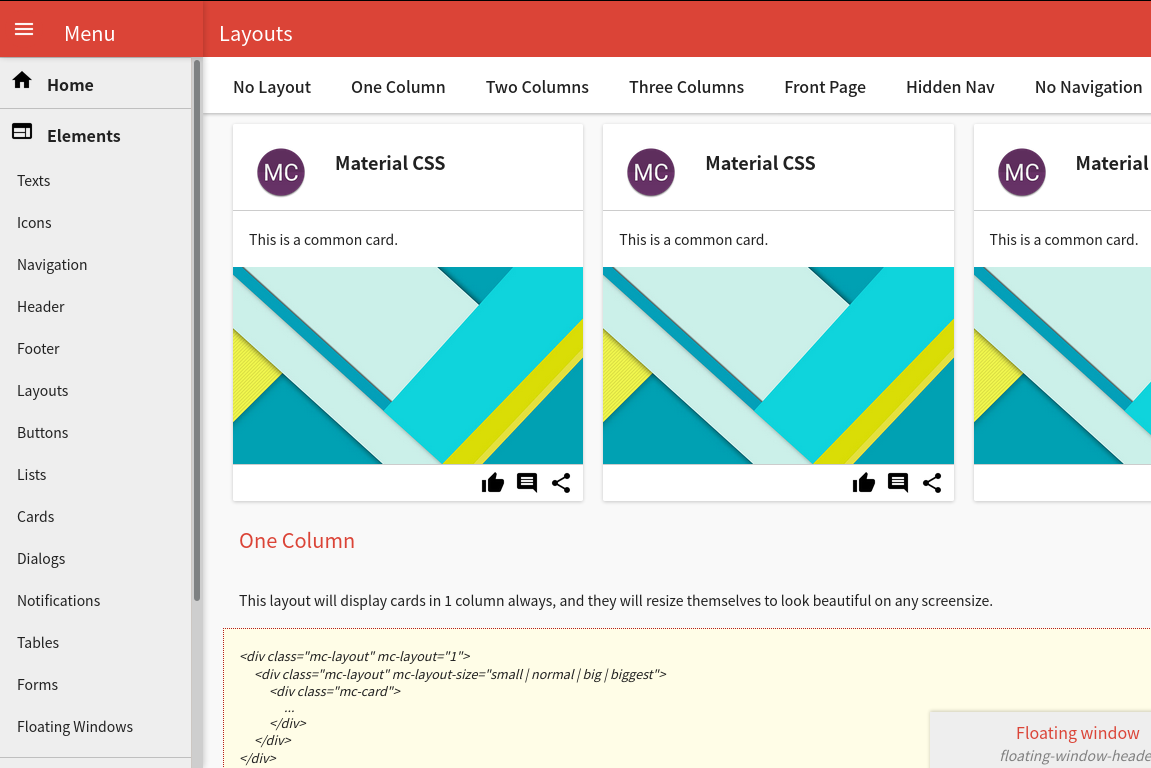 Menu
Layouts
Home
Elements
Texts
Icons
Navigation
Header
Footer
Layouts
Buttons
Lists
Cards
Dialogs
Notifications
Tables
Forms
Floating Windows
No Layout One Column Two Columns Three Columns Front Page Hidden Nav No Navigation
MC Material CSS
This is a common card.
MC Material CSS
This is a common card.
MC Material
This is a common card.
One Column
This layout will display cards in 1 column always, and they will resize themselves to look beautiful on any screensize.
<div class="mc-layout" mc-layout="1">
<div class="mc-layout" mc-layout-size="small | normal | big | biggest">
<div class="mc-card">
...
</div>
</div>
</div>
Floating window
floating-window-heade